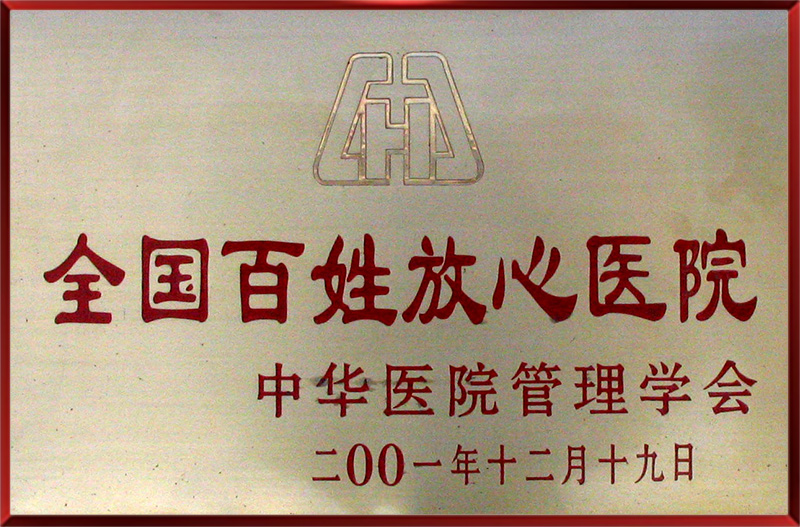 全国百姓放心医院
中华医院管理学会
二00一年十二月十九日